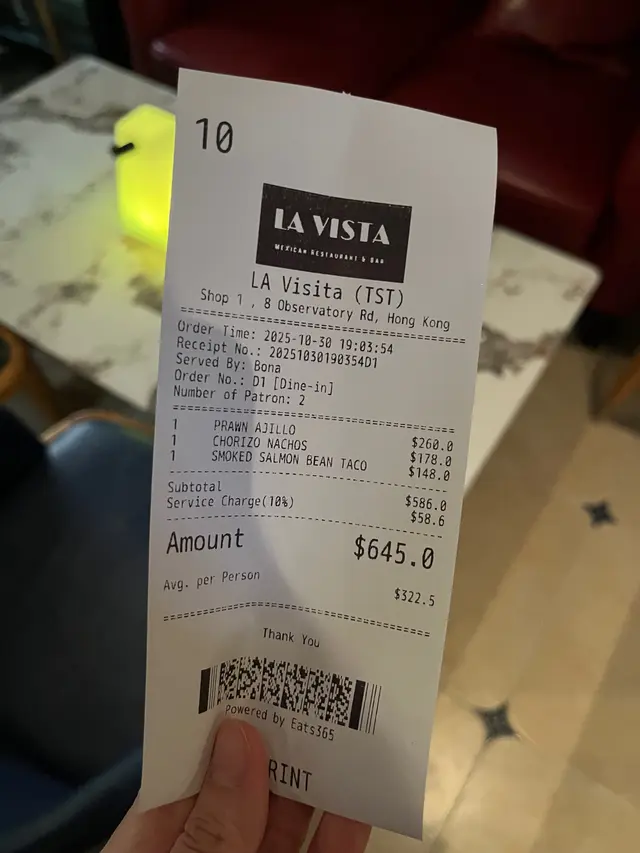 10
LA VISTA
MEXICAN RESTAURANT & BAR
LA Visita (TST)
Shop 1 , 8 Observatory Rd, Hong Kong
Order Time: 2025-10-30 19:03:54
Receipt No.: 20251030190354D1
Served By: Bona
Order No.: D1 [Dine-in]
Number of Patron: 2
1 PRAWN AJILLO $260.0
1 CHORIZO NACHOS $178.0
1 SMOKED SALMON BEAN TACO $148.0
Subtotal $586.0
Service Charge(10%) $58.6
Amount $645.0
Avg. per Person $322.5
Thank You
Powered by Eats365
RINT